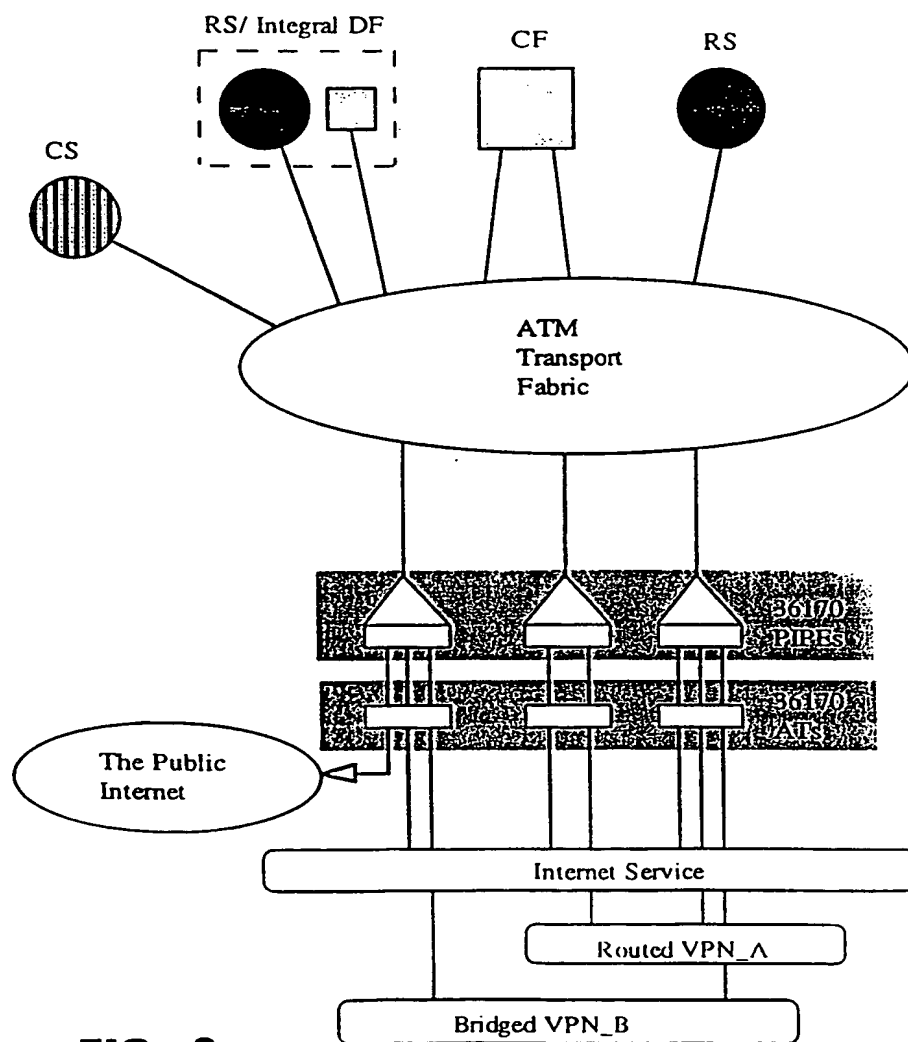 RS/ Integral DF
CF
RS
CS
ATM
Transport
Fabric
36170
PIPEs
36170
ATs
The Public
Internet
Internet Service
Routed VPN_A
Bridged VPN_B